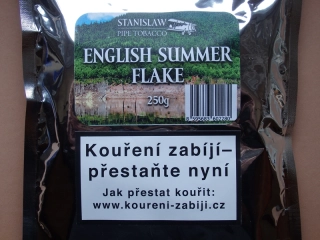 STANISLAW
PIPE TOBACCO
ENGLISH SUMMER
FLAKE
250g
Kouření zabíjí–
přestaňte nyní
Jak přestat kouřit:
www.koureni-zabiji.cz